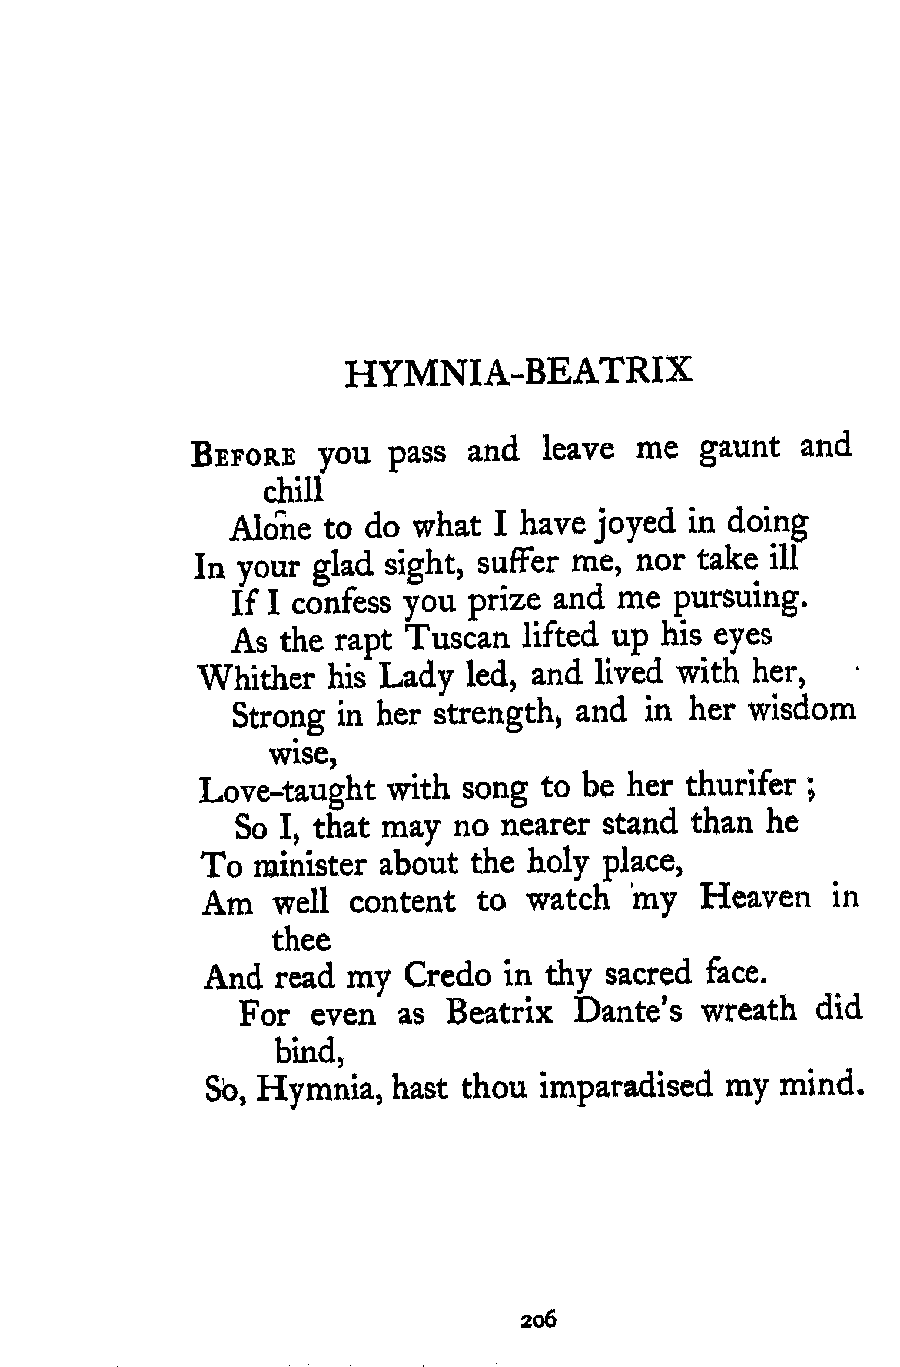 HYMNIA-BEATRIX
BEFORE you pass and leave me gaunt and
chill
Alone to do what I have joyed in doing
In your glad sight, suffer me, nor take ill
If I confess you prize and me pursuing.
As the rapt Tuscan lifted up his eyes
Whither his Lady led, and lived with her,
Strong in her strength, and in her wisdom
wise,
Love-taught with song to be her thurifer ;
So I, that may no nearer stand than he
To minister about the holy place,
Am well content to watch my Heaven in
thee
And read my Credo in thy sacred face.
For even as Beatrix Dante's wreath did
bind,
So, Hymnia, hast thou imparadised my mind.
206